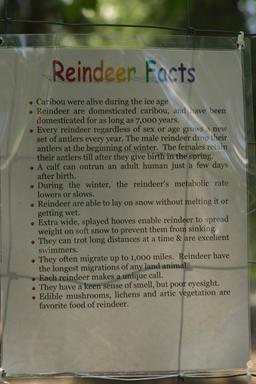 Reindeer Facts
• Caribou were alive during the ice age
• Reindeer are domesticated caribou, and have been
domesticated for as long as 7,000 years.
• Every reindeer regardless of sex or age grows a new
set of antlers every year. The male reindeer drop their
antlers at the beginning of winter. The females retain
their antlers till after they give birth in the spring.
• A calf can outrun an adult human just a few days
after birth.
• During the winter, the reindeer's metabolic rate
lowers or slows.
• Reindeer are able to lay on snow without melting it or
getting wet.
• Extra wide, splayed hooves enable reindeer to spread
weight on soft snow to prevent them from sinking.
• They can trot long distances at a time & are excellent
swimmers.
• They often migrate up to 1,000 miles. Reindeer have
the longest migrations of any land animal.
• Each reindeer makes a unique call.
• They have a keen sense of smell, but poor eyesight.
• Edible mushrooms, lichens and artic vegetation are
favorite food of reindeer.